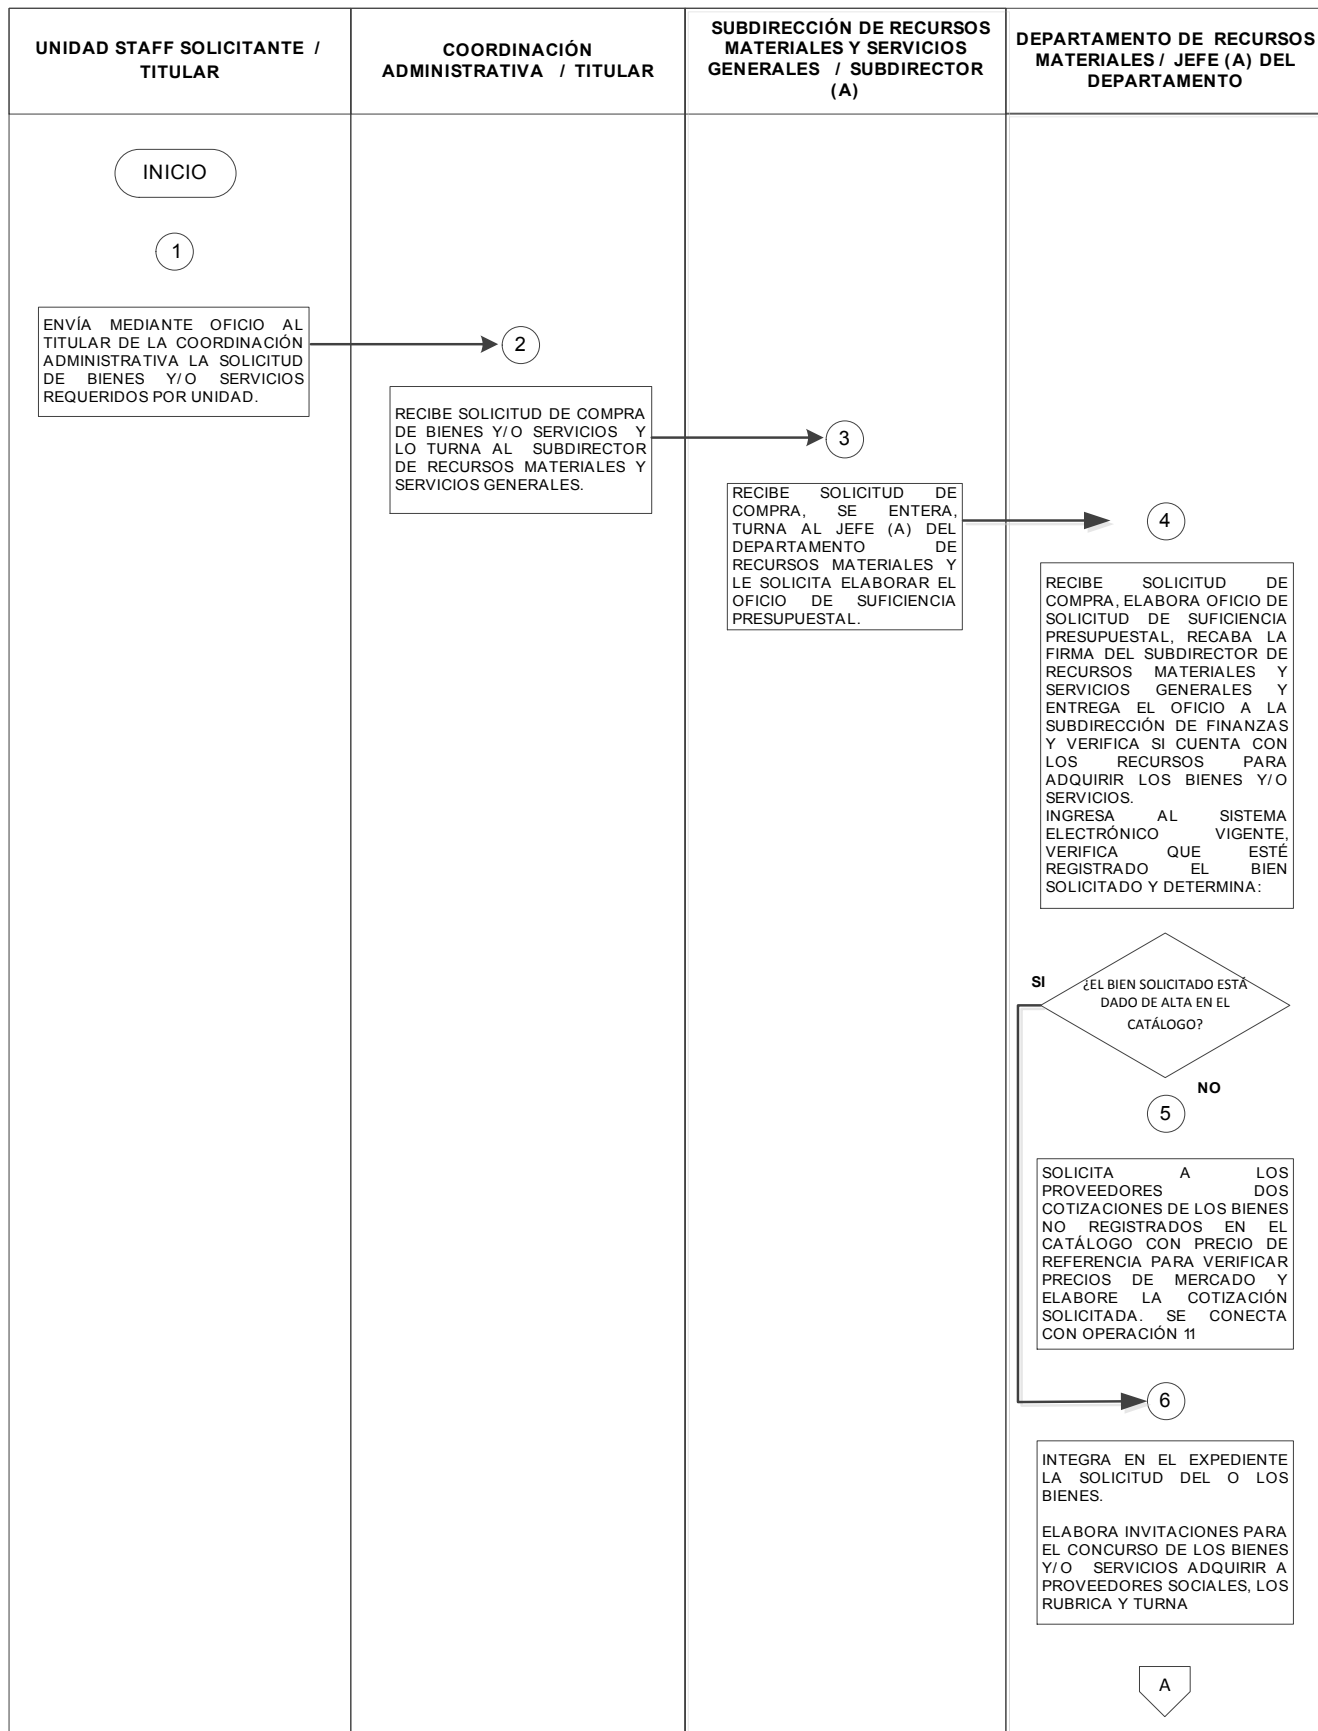 UNIDAD STAFF SOLICITANTE /
TITULAR
COORDINACIÓN
ADMINISTRATIVA / TITULAR
SUBDIRECCIÓN DE RECURSOS
MATERIALES Y SERVICIOS
GENERALES / SUBDIRECTOR
(A)
DEPARTAMENTO DE RECURSOS
MATERIALES / JEFE (A) DEL
DEPARTAMENTO
INICIO
1
ENVÍA MEDIANTE OFICIO AL
TITULAR DE LA COORDINACIÓN
ADMINISTRATIVA LA SOLICITUD
DE BIENES Y/O SERVICIOS
REQUERIDOS POR UNIDAD.
2
RECIBE SOLICITUD DE COMPRA
DE BIENES Y/O SERVICIOS Y
LO TURNA AL SUBDIRECTOR
DE RECURSOS MATERIALES Y
SERVICIOS GENERALES.
3
RECIBE SOLICITUD DE
COMPRA, SE ENTERA,
TURNA AL JEFE (A) DEL
DEPARTAMENTO DE
RECURSOS MATERIALES Y
LE SOLICITA ELABORAR EL
OFICIO DE SUFICIENCIA
PRESUPUESTAL.
4
RECIBE SOLICITUD DE
COMPRA, ELABORA OFICIO DE
SOLICITUD DE SUFICIENCIA
PRESUPUESTAL, RECABA LA
FIRMA DEL SUBDIRECTOR DE
RECURSOS MATERIALES Y
SERVICIOS GENERALES Y
ENTREGA EL OFICIO A LA
SUBDIRECCIÓN DE FINANZAS
Y VERIFICA SI CUENTA CON
LOS RECURSOS PARA
ADQUIRIR LOS BIENES Y/O
SERVICIOS.
INGRESA AL SISTEMA
ELECTRÓNICO VIGENTE,
VERIFICA QUE ESTÉ
REGISTRADO EL BIEN
SOLICITADO Y DETERMINA:
SI
¿EL BIEN SOLICITADO ESTÁ
DADO DE ALTA EN EL
CATÁLOGO?
NO
5
SOLICITA A LOS
PROVEEDORES DOS
COTIZACIONES DE LOS BIENES
NO REGISTRADOS EN EL
CATÁLOGO CON PRECIO DE
REFERENCIA PARA VERIFICAR
PRECIOS DE MERCADO Y
ELABORE LA COTIZACIÓN
SOLICITADA. SE CONECTA
CON OPERACIÓN 11
6
INTEGRA EN EL EXPEDIENTE
LA SOLICITUD DEL O LOS
BIENES.
ELABORA INVITACIONES PARA
EL CONCURSO DE LOS BIENES
Y/O SERVICIOS ADQUIRIR A
PROVEEDORES SOCIALES, LOS
RUBRICA Y TURNA
A